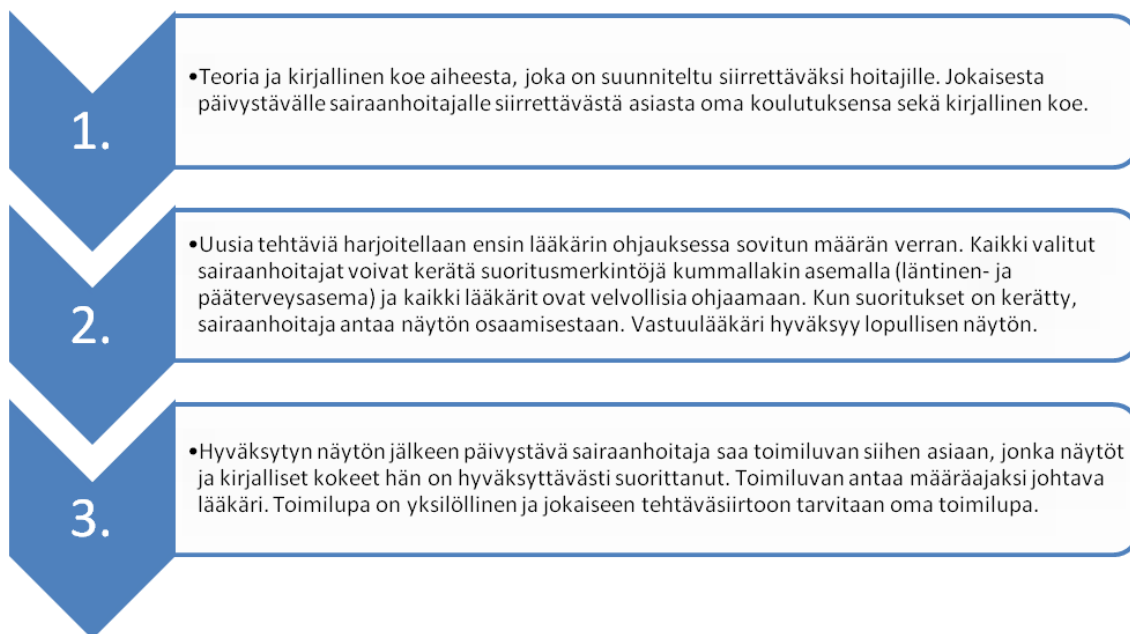 1.
•Teoria ja kirjallinen koe aiheesta, joka on suunniteltu siirrettäväksi hoitajille. Jokaisesta
päivystävälle sairaanhoitajalle siirrettävästä asiasta oma koulutuksensa sekä kirjallinen koe.
2.
•Uusia tehtäviä harjoitellaan ensin lääkärin ohjauksessa sovitun määrän verran. Kaikki valitut
sairaanhoitajat voivat kerätä suoritusmerkintöjä kummallakin asemalla (läntinen- ja
pääterveysasema) ja kaikki lääkärit ovat velvollisia ohjaamaan. Kun suoritukset on kerätty,
sairaanhoitaja antaa näytön osaamisestaan. Vastuulääkäri hyväksyy lopullisen näytön.
3.
•Hyväksytyn näytön jälkeen päivystävä sairaanhoitaja saa toimiluvan siihen asiaan, jonka näytöt
ja kirjalliset kokeet hän on hyväksyttävästi suorittanut. Toimiluvan antaa määräajaksi johtava
lääkäri. Toimilupa on yksilöllinen ja jokaiseen tehtäväsiirtoon tarvitaan oma toimilupa.